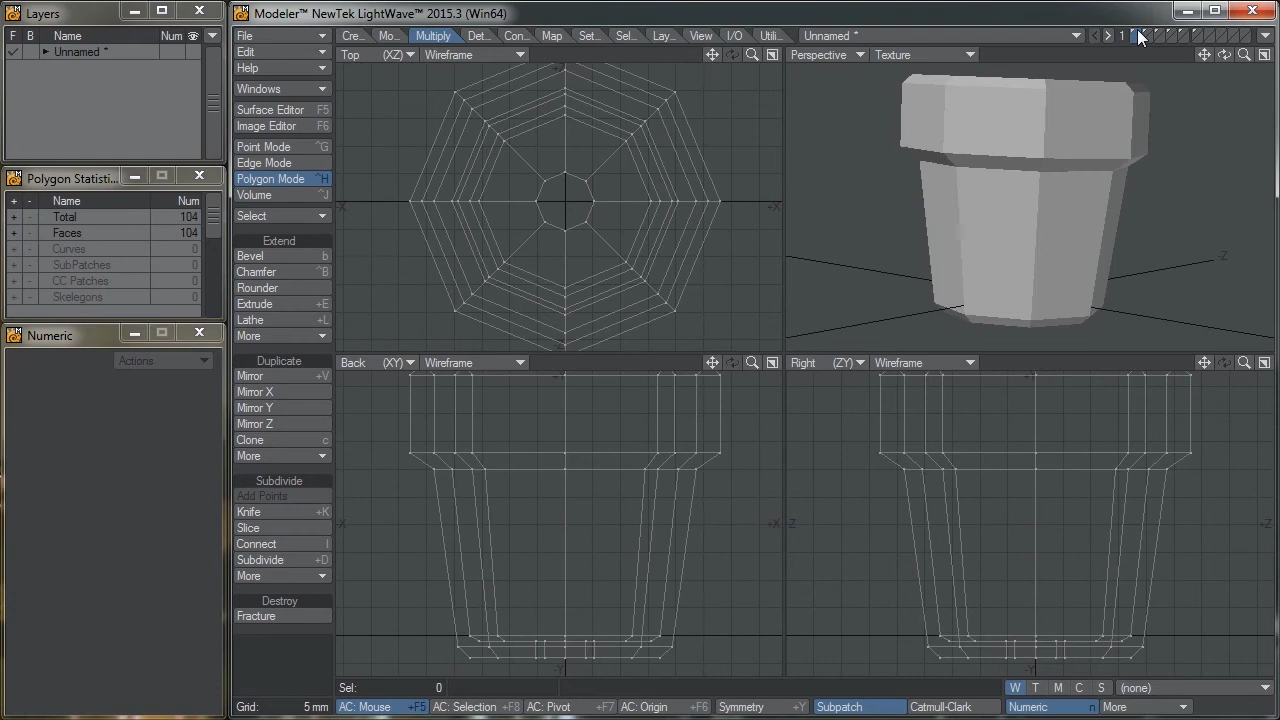 Layers
Modeler™ NewTek LightWave™ 2015.3 (Win64)
F B Name Num
Unnamed *
File
Edit
Help
Windows
Surface Editor F5
Image Editor F6
Point Mode ^G
Edge Mode
Polygon Mode ^H
Volume ^J
Select
Extend
Bevel b
Chamfer ^B
Rounder
Extrude +E
Lathe +L
More
Duplicate
Mirror +V
Mirror X
Mirror Y
Mirror Z
Clone c
More
Subdivide
Add Points
Knife +K
Slice
Connect l
Subdivide +D
More
Destroy
Fracture
Cre... Mo... Multiply Det... Con... Map Set... Sel... Lay... View I/O Utili... Unnamed * 1
Top (XZ) Wireframe
Perspective Texture
Polygon Statisti...
+ - Name Num
+ - Total 104
+ - Faces 104
+ - Curves 0
+ - SubPatches 0
+ - CC Patches 0
+ - Skelegons 0
Numeric
Actions
-X +X
-Z
Back (XY) Wireframe
Right (ZY) Wireframe
+Y +Y
-X +X -Z +Z
-Y -Y
Sel: 0
W T M C S (none)
Grid: 5 mm AC: Mouse +F5 AC: Selection +F8 AC: Pivot +F7 AC: Origin +F6 Symmetry +Y Subpatch Catmull-Clark Numeric n More